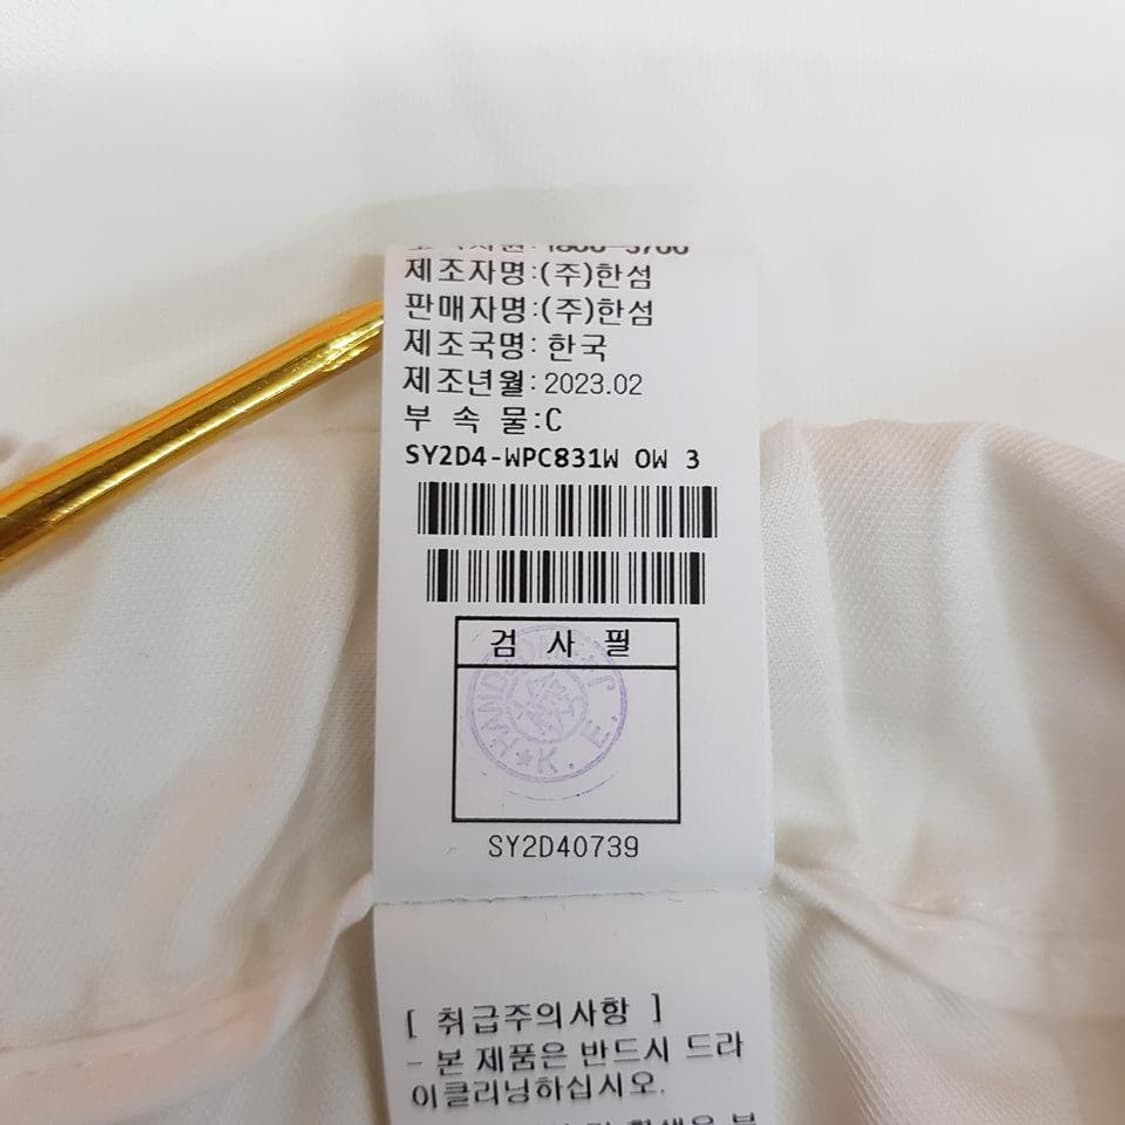 제조자명:(주)한섬
판매자명:(주)한섬
제조국명: 한국
제조년월: 2023.02
부 속 물:C
SY2D4-WPC831W OW 3
검 사 필
K. E. J
SY2D40739
[ 취급주의사항 ]
- 본 제품은 반드시 드라
이클리닝하십시오.